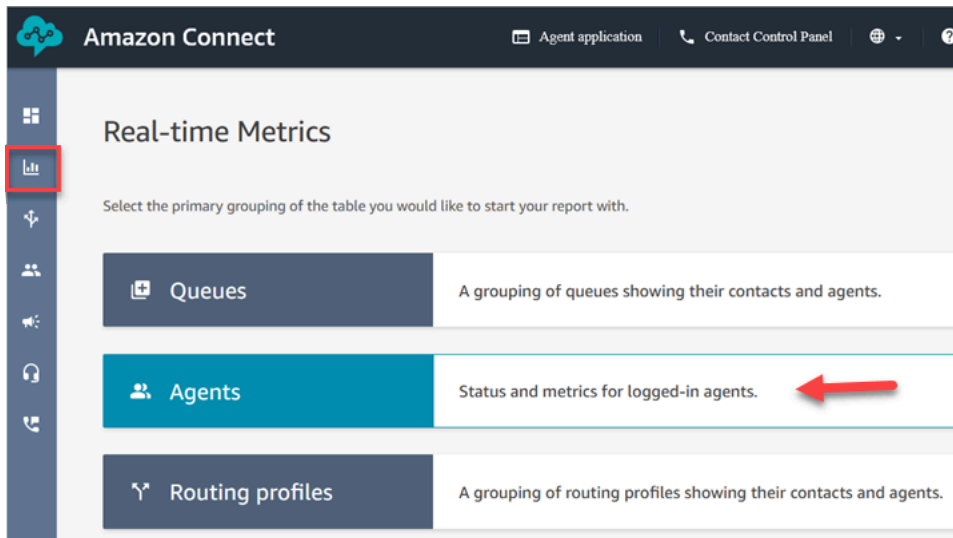 Amazon Connect
Agent application
Contact Control Panel
?
Real-time Metrics
Select the primary grouping of the table you would like to start your report with.
Queues
A grouping of queues showing their contacts and agents.
Agents
Status and metrics for logged-in agents.
Routing profiles
A grouping of routing profiles showing their contacts and agents.